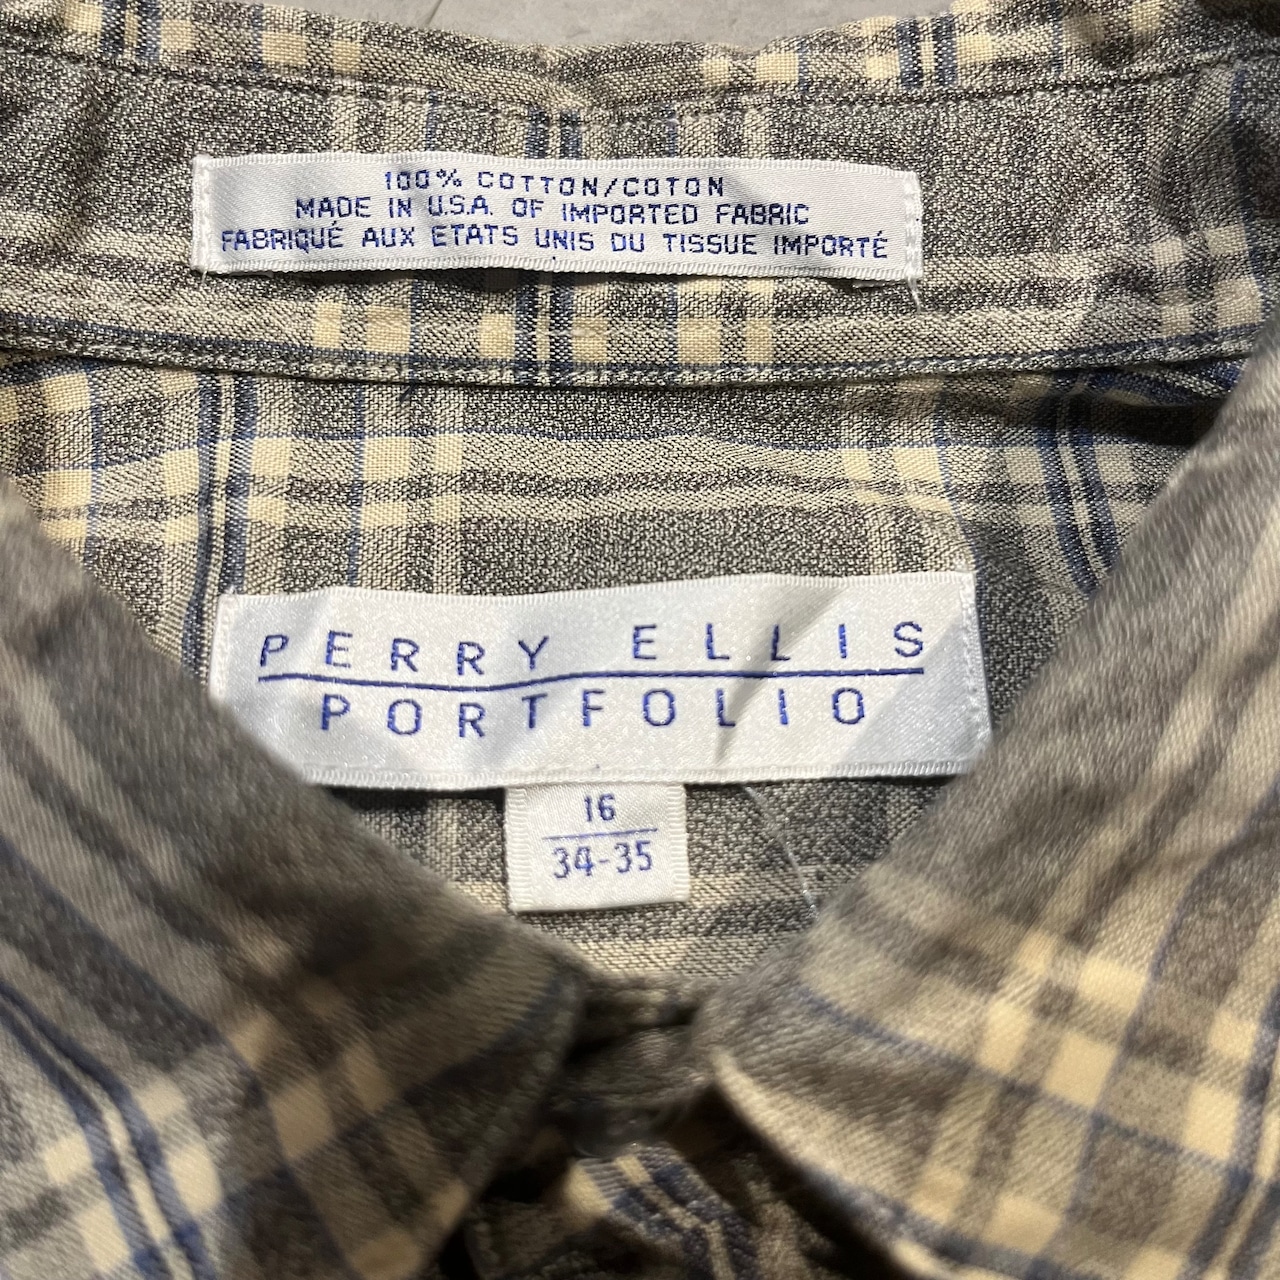 100% COTTON/COTON
MADE IN U.S.A. OF IMPORTED FABRIC
FABRIQUÉ AUX ETATS UNIS DU TISSUE IMPORTÉ
PERRY ELLIS
PORTFOLIO
16
34-35